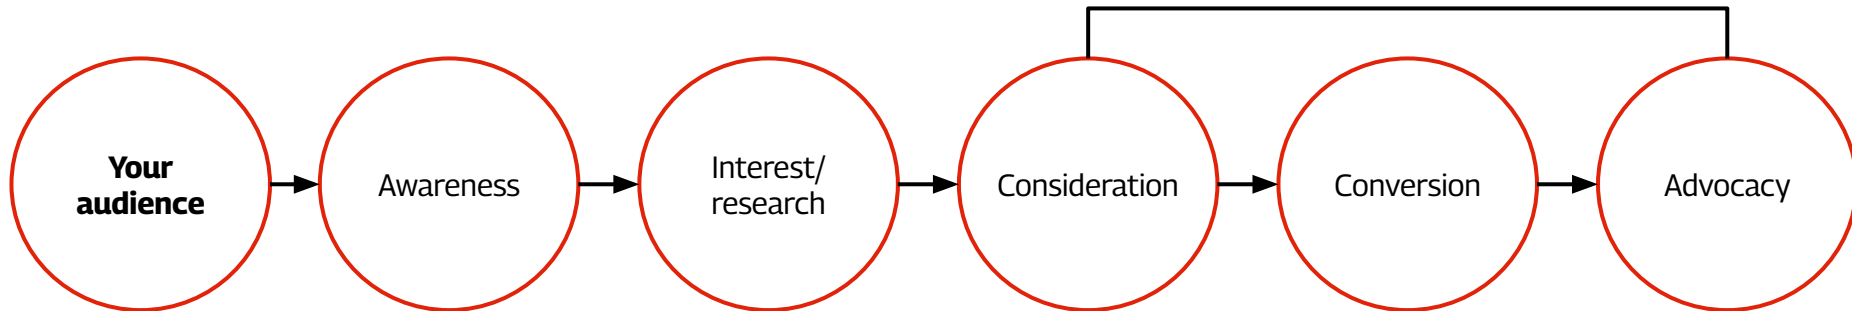 Your
audience
Awareness
Interest/
research
Consideration
Conversion
Advocacy